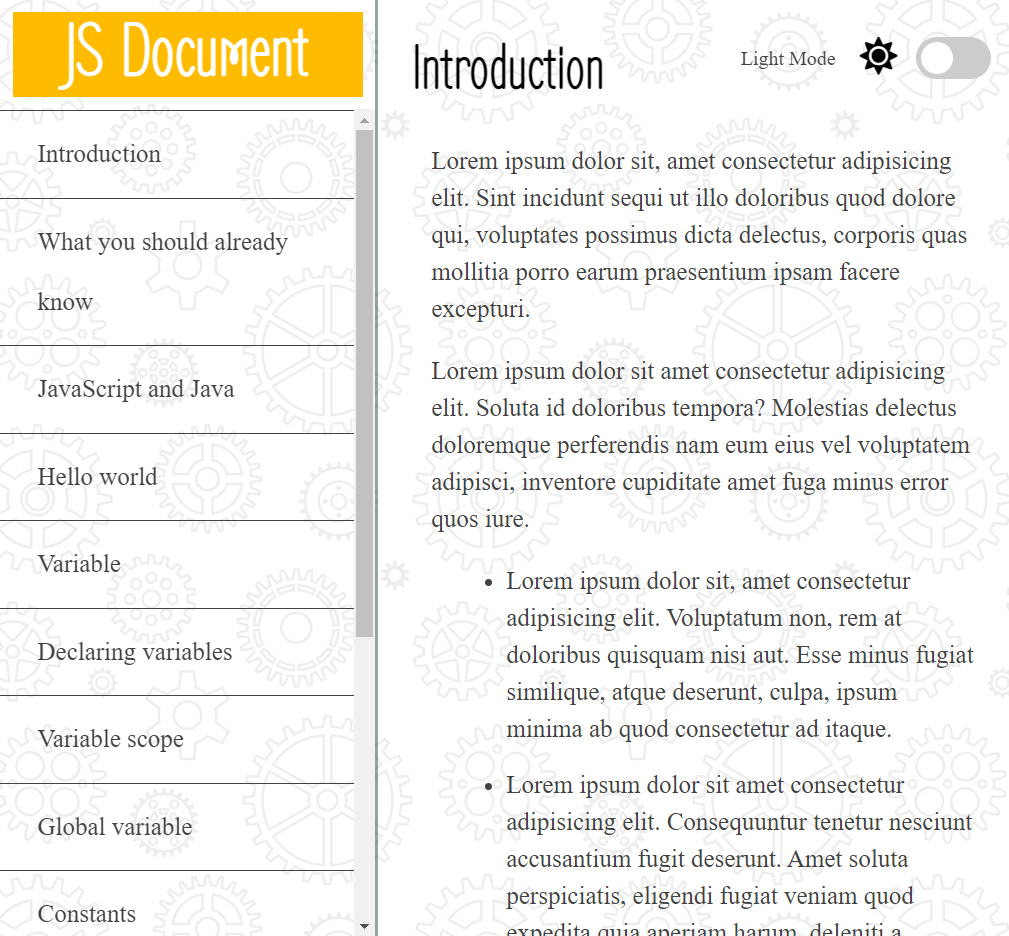 JS Document
Introduction
What you should already
know
JavaScript and Java
Hello world
Variable
Declaring variables
Variable scope
Global variable
Constants
Introduction
Light Mode
Lorem ipsum dolor sit, amet consectetur adipisicing
elit. Sint incidunt sequi ut illo doloribus quod dolore
qui, voluptates possimus dicta delectus, corporis quas
mollitia porro earum praesentium ipsam facere
excepturi.
Lorem ipsum dolor sit amet consectetur adipisicing
elit. Soluta id doloribus tempora? Molestias delectus
doloremque perferendis nam eum eius vel voluptatem
adipisci, inventore cupiditate amet fuga minus error
quos iure.
• Lorem ipsum dolor sit, amet consectetur
adipisicing elit. Voluptatum non, rem at
doloribus quisquam nisi aut. Esse minus fugiat
similique, atque deserunt, culpa, ipsum
minima ab quod consectetur ad itaque.
• Lorem ipsum dolor sit amet consectetur
adipisicing elit. Consequuntur tenetur nesciunt
accusantium fugit deserunt. Amet soluta
perspiciatis, eligendi fugiat veniam quod
expedita quia aperiam harum, deleniti a